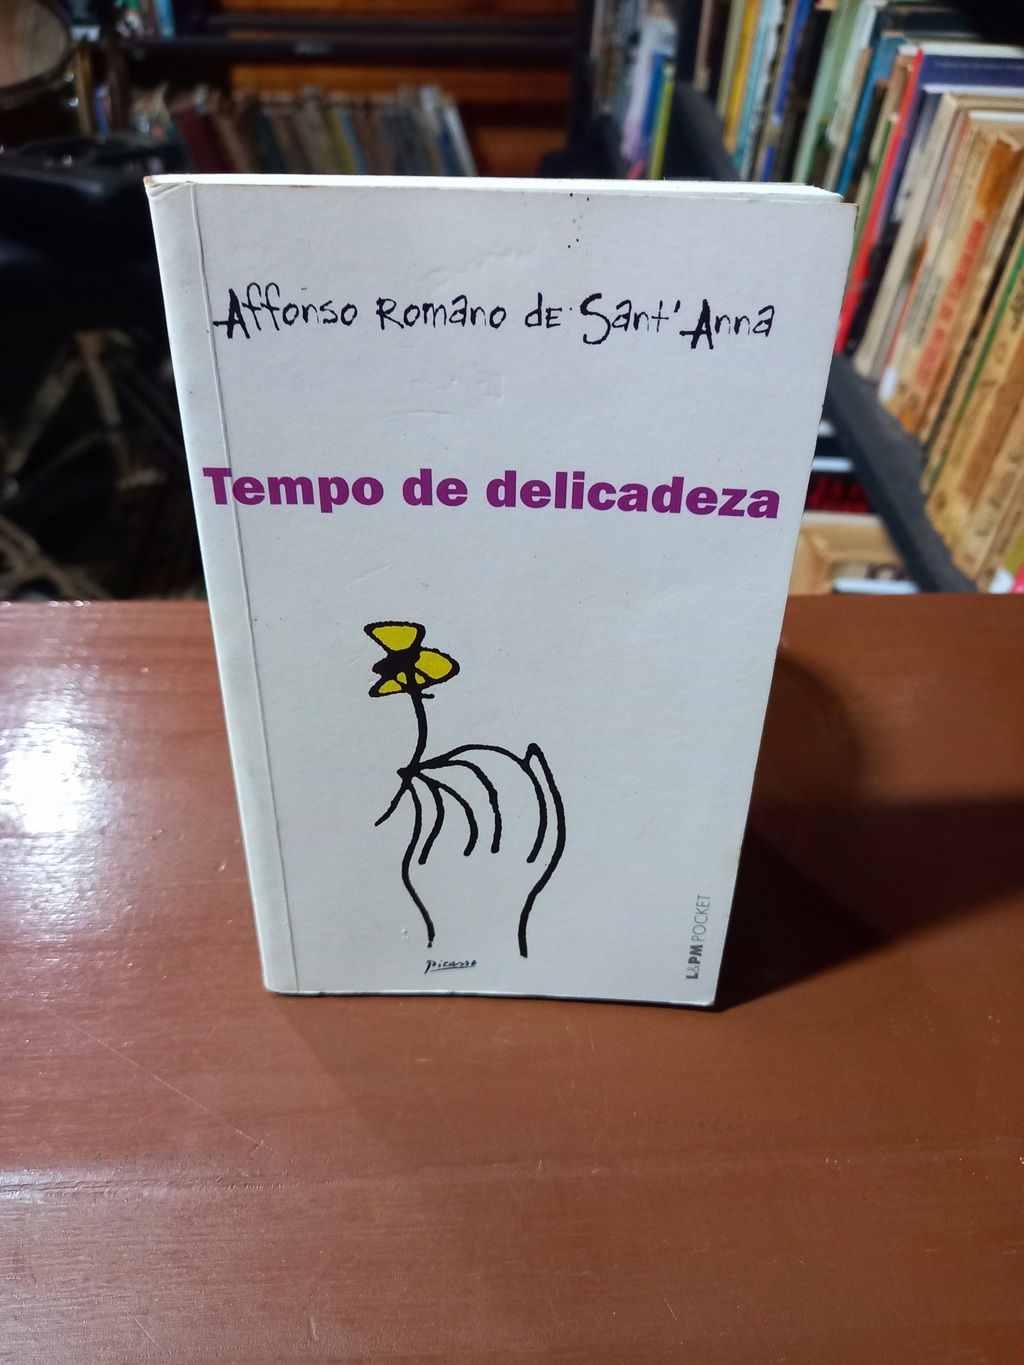 Affonso Romano dE Sant'Anna
Tempo de delicadeza
Picasso
L&PM POCKET